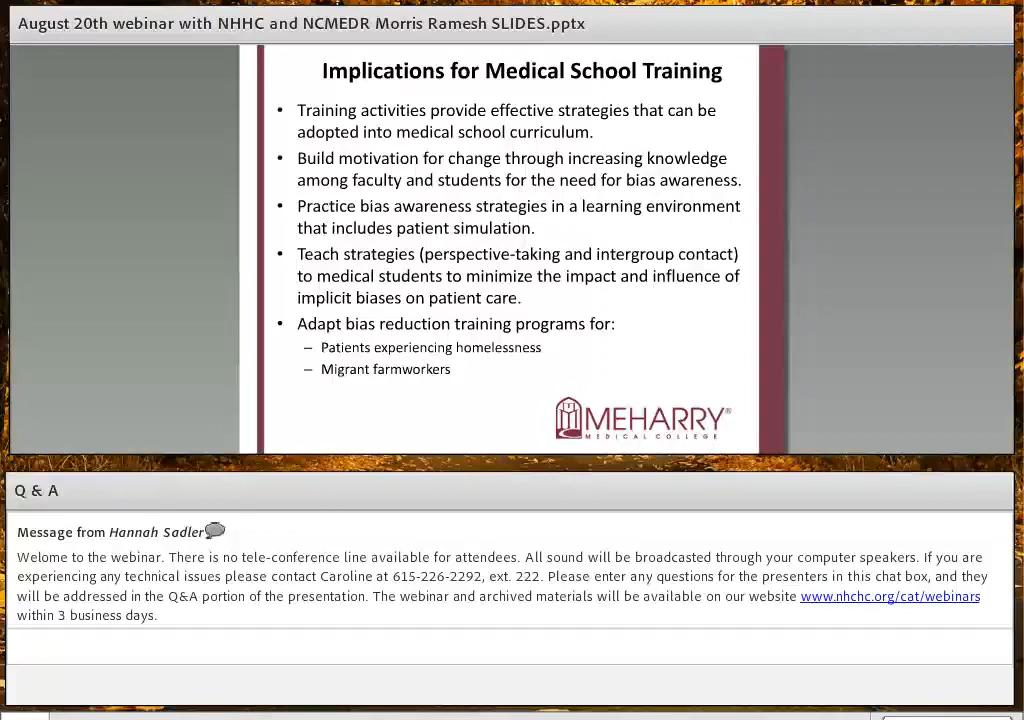 August 20th webinar with NHHC and NCMEDR Morris Ramesh SLIDES.pptx
Implications for Medical School Training
• Training activities provide effective strategies that can be
adopted into medical school curriculum.
• Build motivation for change through increasing knowledge
among faculty and students for the need for bias awareness.
• Practice bias awareness strategies in a learning environment
that includes patient simulation.
• Teach strategies (perspective-taking and intergroup contact)
to medical students to minimize the impact and influence of
implicit biases on patient care.
• Adapt bias reduction training programs for:
– Patients experiencing homelessness
– Migrant farmworkers
MEHARRY®
MEDICAL COLLEGE
Q & A
Message from Hannah Sadler
Welome to the webinar. There is no tele-conference line available for attendees. All sound will be broadcasted through your computer speakers. If you are
experiencing any technical issues please contact Caroline at 615-226-2292, ext. 222. Please enter any questions for the presenters in this chat box, and they
will be addressed in the Q&A portion of the presentation. The webinar and archived materials will be available on our website www.nhchc.org/cat/webinars
within 3 business days.